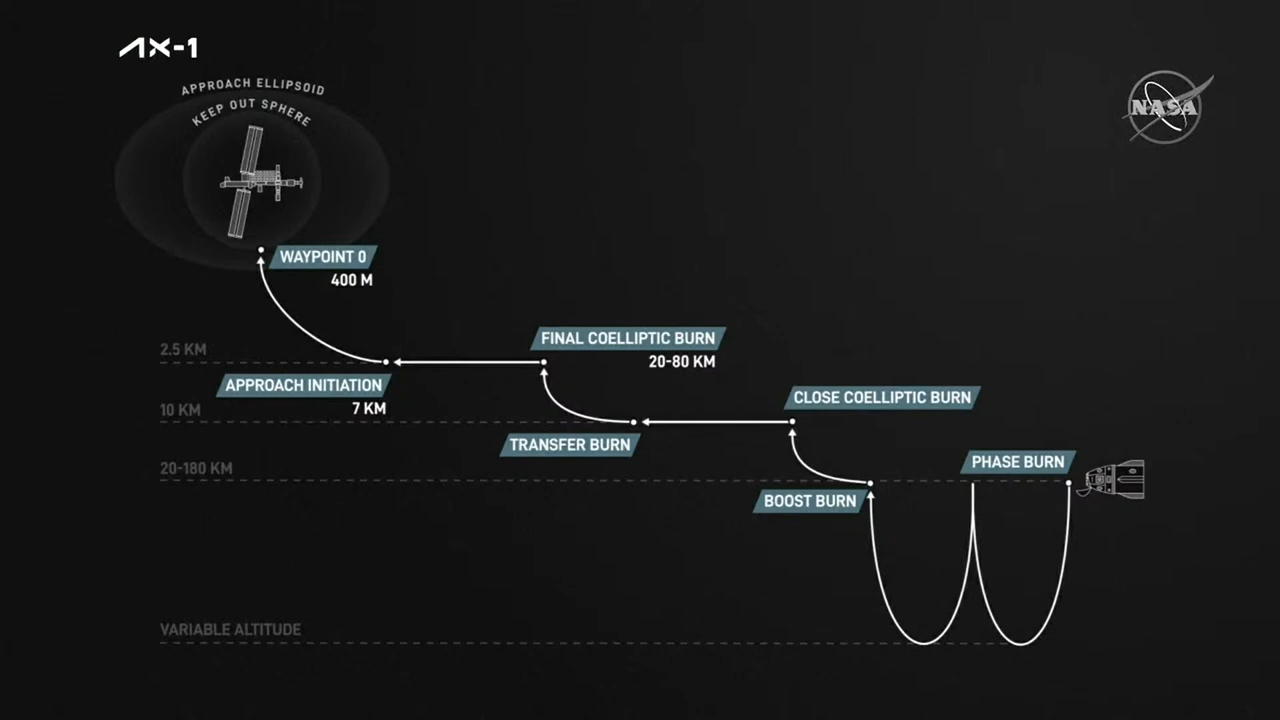 AX-1
APPROACH ELLIPSOID
KEEP OUT SPHERE
NASA
WAYPOINT 0
400 M
FINAL COELLIPTIC BURN
20-80 KM
2.5 KM
APPROACH INITIATION
7 KM
CLOSE COELLIPTIC BURN
10 KM
TRANSFER BURN
20-180 KM
PHASE BURN
BOOST BURN
VARIABLE ALTITUDE